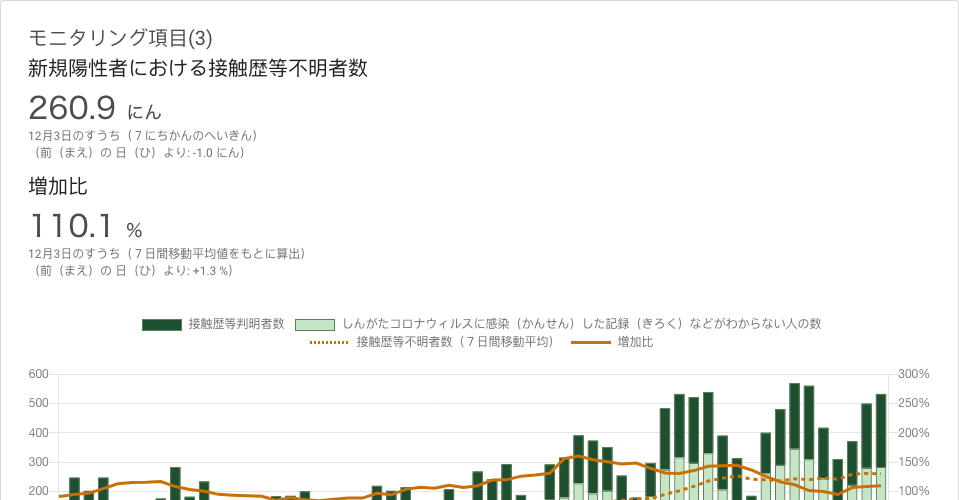 モニタリング項目(3)
新規陽性者における接触歴等不明者数
260.9 にん
12月3日のすうち（７にちかんのへいきん）
（前（まえ）の 日（ひ）より: -1.0 にん）
増加比
110.1 %
12月3日のすうち（７日間移動平均値をもとに算出）
（前（まえ）の 日（ひ）より: +1.3 %）
接触歴等判明者数 しんがたコロナウィルスに感染（かんせん）した記録（きろく）などがわからない人の数
接触歴等不明者数（７日間移動平均） 増加比
600 300%
500 250%
400 200%
300 150%
200 100%